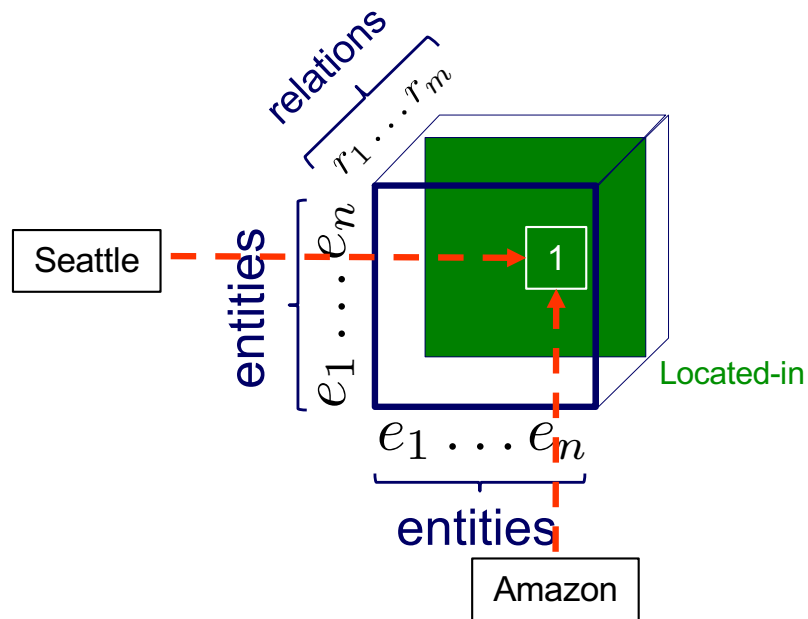 relations
r₁ … rₘ
entities
e₁ … eₙ
Seattle
1
Located-in
e₁ … eₙ
entities
Amazon